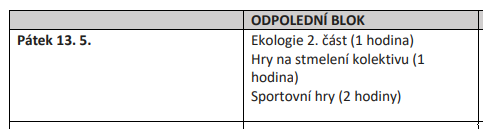 ODPOLEDNÍ BLOK
Pátek 13. 5.
Ekologie 2. část (1 hodina)
Hry na stmelení kolektivu (1
hodina)
Sportovní hry (2 hodiny)